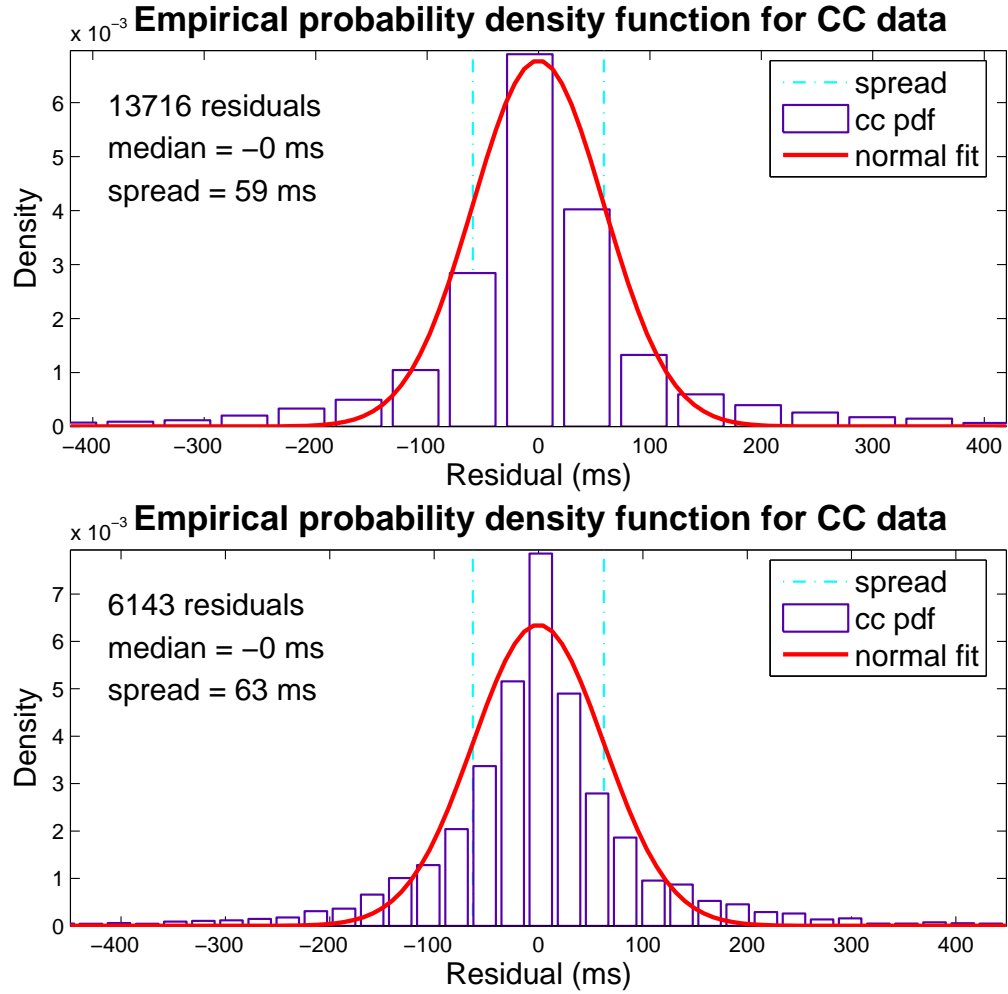 x 10−3 Empirical probability density function for CC data
13716 residuals
median = −0 ms
spread = 59 ms
spread
cc pdf
normal fit
Density
6
5
4
3
2
1
0
−400 −300 −200 −100 0 100 200 300 400
Residual (ms)
x 10−3 Empirical probability density function for CC data
6143 residuals
median = −0 ms
spread = 63 ms
spread
cc pdf
normal fit
Density
7
6
5
4
3
2
1
0
−400 −300 −200 −100 0 100 200 300 400
Residual (ms)